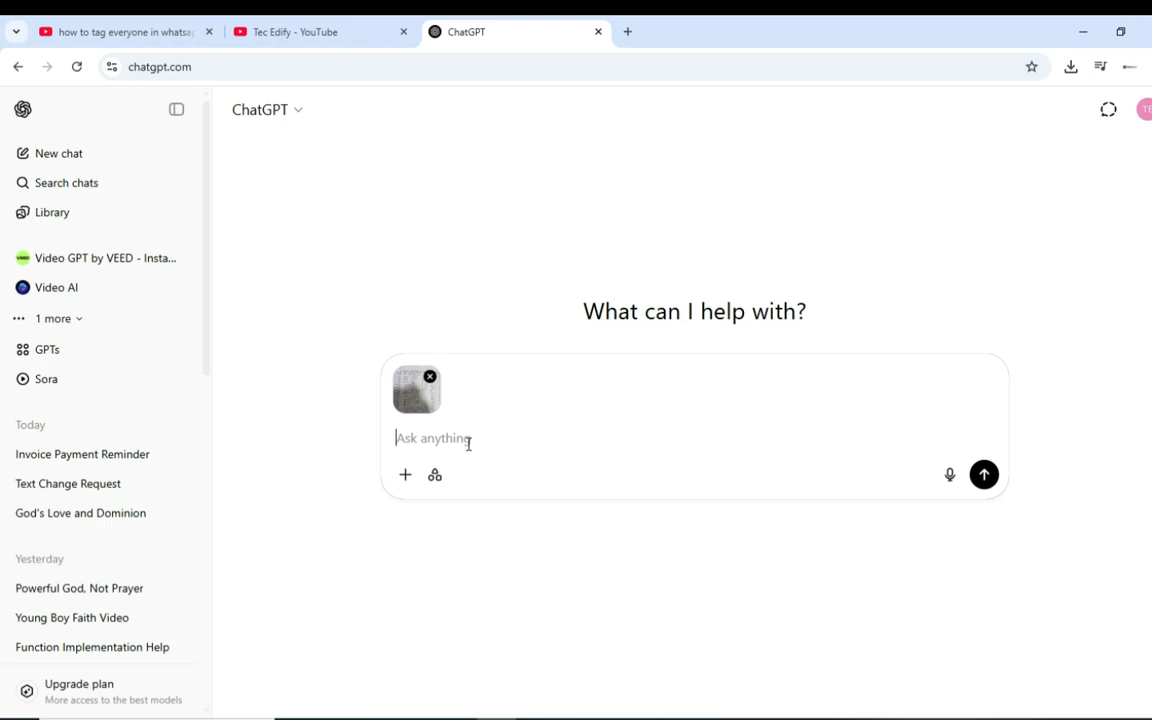 how to tag everyone in whatsa
Tec Edify - YouTube
ChatGPT
chatgpt.com
ChatGPT
New chat
Search chats
Library
Video GPT by VEED - Insta...
Video AI
1 more
GPTs
Sora
What can I help with?
Ask anything
Today
Invoice Payment Reminder
Text Change Request
God's Love and Dominion
Yesterday
Powerful God, Not Prayer
Young Boy Faith Video
Function Implementation Help
Upgrade plan
More access to the best models